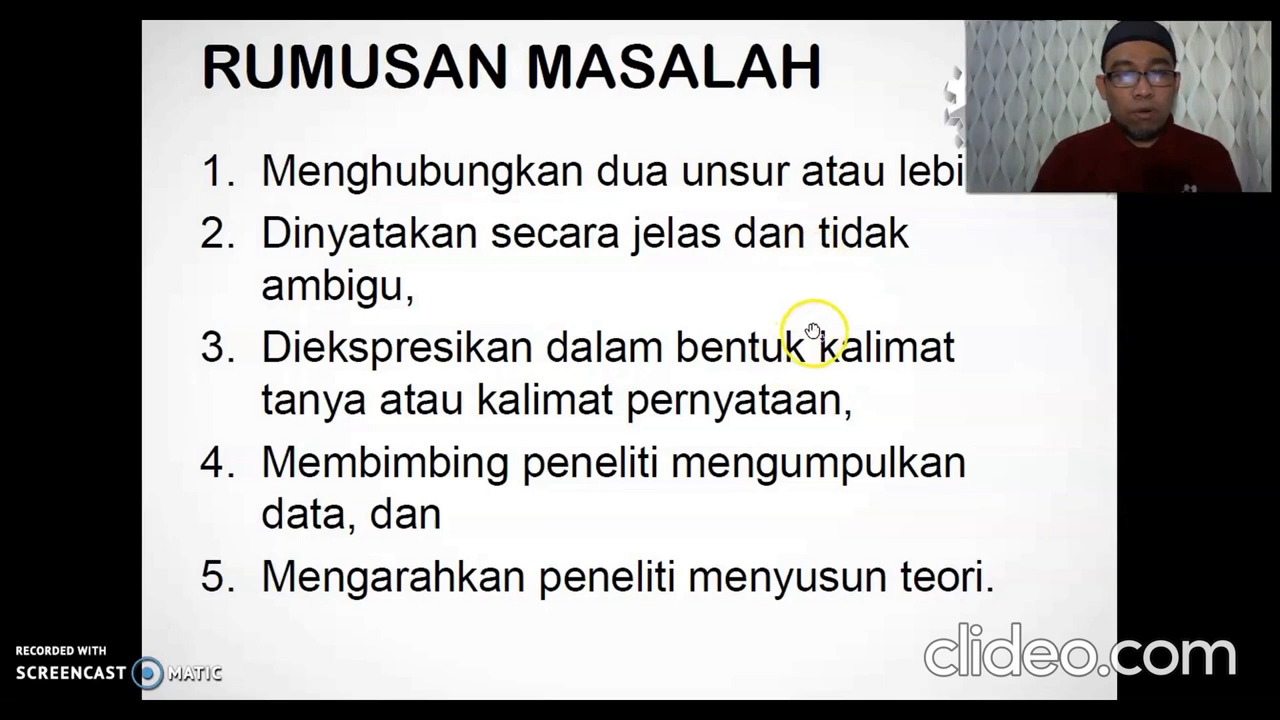 RUMUSAN MASALAH
1. Menghubungkan dua unsur atau lebi
2. Dinyatakan secara jelas dan tidak
ambigu,
3. Diekspresikan dalam bentuk kalimat
tanya atau kalimat pernyataan,
4. Membimbing peneliti mengumpulkan
data, dan
5. Mengarahkan peneliti menyusun teori.
RECORDED WITH
SCREENCAST MATIC
clideo.com